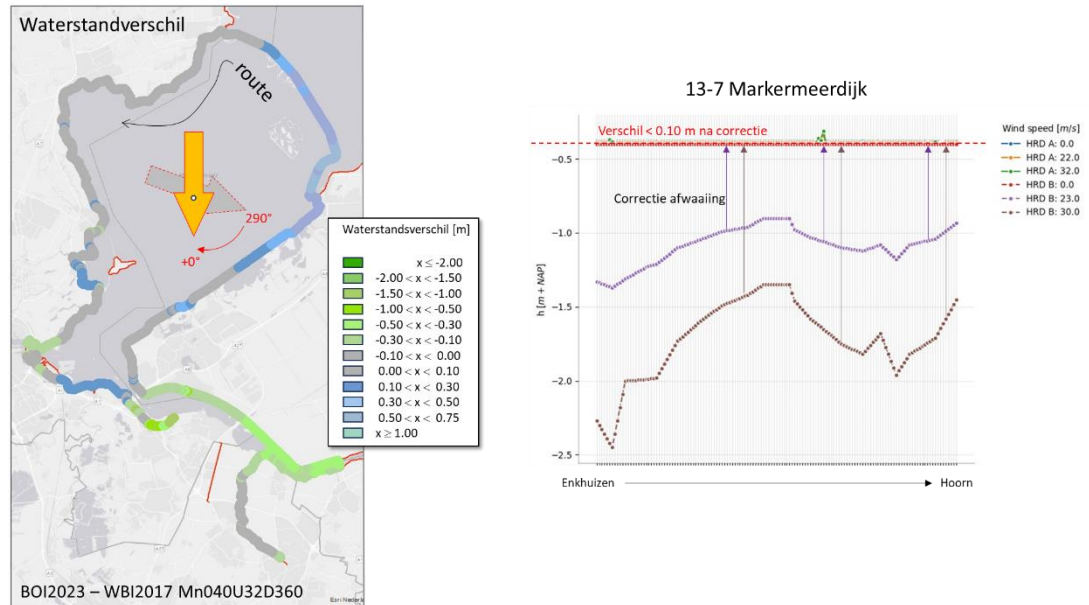 Waterstandverschil
route
290°
+0°
BOI2023 – WBI2017 Mn040U32D360
Waterstandsverschil [m]
x ≤ -2.00
-2.00 < x < -1.50
-1.50 < x < -1.00
-1.00 < x < -0.50
-0.50 < x < -0.30
-0.30 < x < -0.10
-0.10 < x < 0.00
0.00 < x < 0.10
0.10 < x < 0.30
0.30 < x < 0.50
0.50 < x < 0.75
x ≥ 1.00
13-7 Markermeerdijk
Verschil < 0.10 m na correctie
Correctie afwaaiing
h [m + NAP]
−0.5
−1.0
−1.5
−2.0
−2.5
Enkhuizen
Hoorn
Wind speed [m/s]
HRD A: 0.0
HRD A: 22.0
HRD A: 32.0
HRD B: 0.0
HRD B: 23.0
HRD B: 30.0